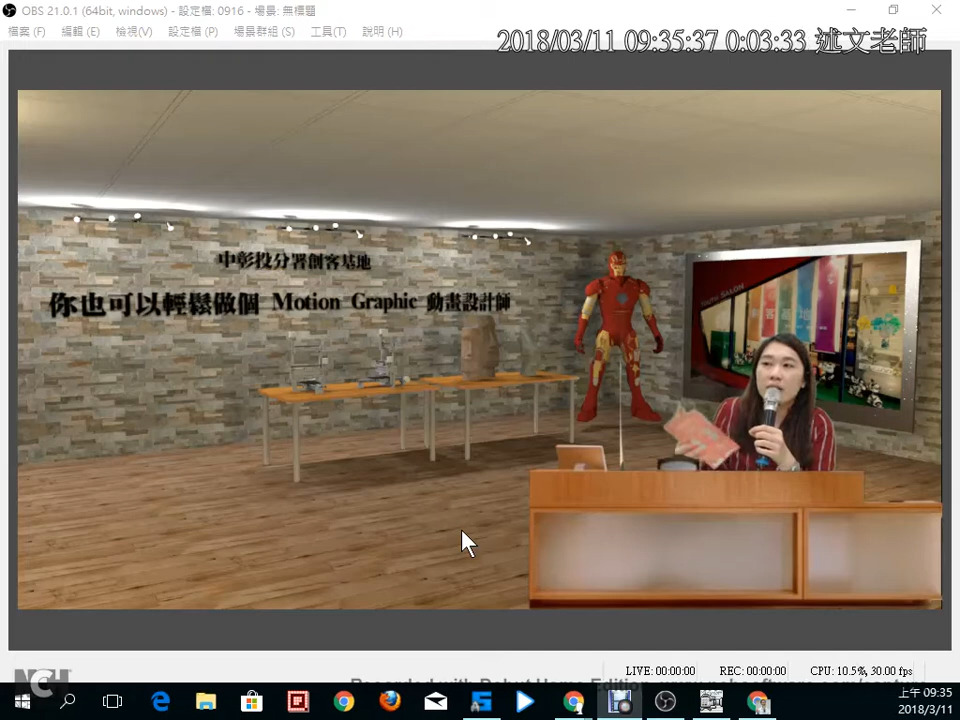 OBS 21.0.1 (64bit, windows) - 設定檔: 0916 - 場景: 無標題
檔案 (F) 編輯 (E) 檢視(V) 設定檔 (P) 場景群組 (S) 工具(T) 說明 (H)
2018/03/11 09:35:37 0:03:33 述文老師
中彰投分署創客基地
你也可以輕鬆做個 Motion Graphic 動畫設計師
YOUTH SALON
LIVE: 00:00:00 REC: 00:00:00 CPU: 10.5%, 30.00 fps
NCH
上午 09:35
2018/3/11